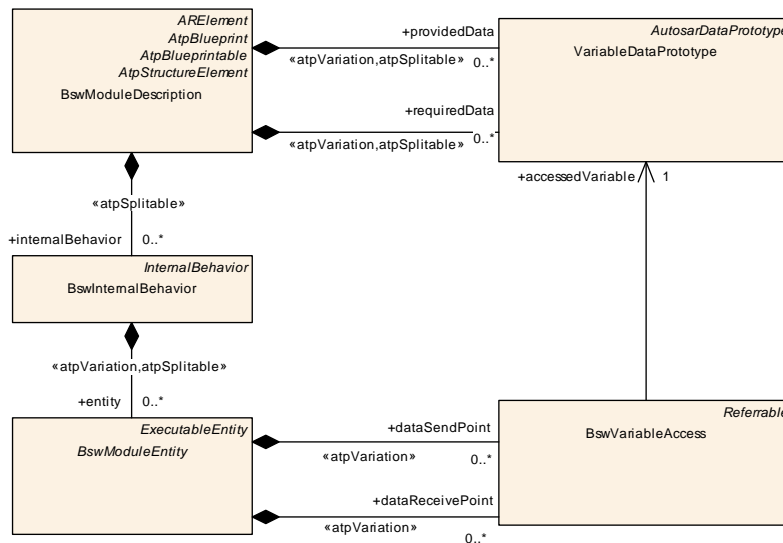 ARElement
AtpBlueprint
AtpBlueprintable
AtpStructureElement
BswModuleDescription
+providedData
«atpVariation,atpSplitable»
0..*
AutosarDataPrototype
VariableDataPrototype
+requiredData
«atpVariation,atpSplitable»
0..*
+accessedVariable
1
«atpSplitable»
+internalBehavior
0..*
InternalBehavior
BswInternalBehavior
«atpVariation,atpSplitable»
+entity
0..*
ExecutableEntity
BswModuleEntity
+dataSendPoint
«atpVariation»
0..*
Referrable
BswVariableAccess
+dataReceivePoint
«atpVariation»
0..*